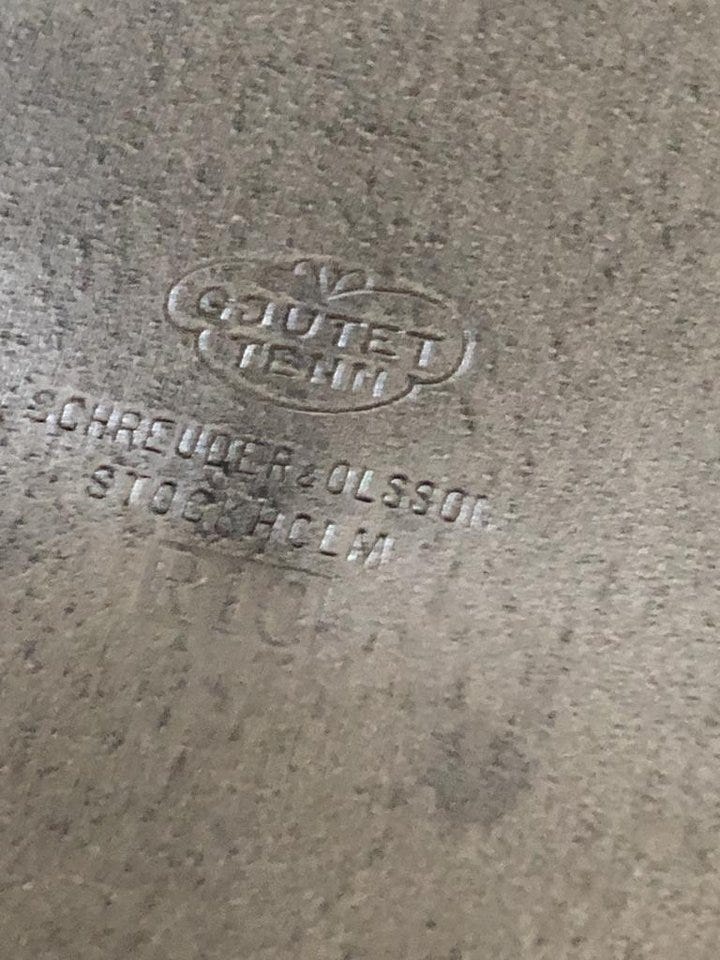 GJUTET
TENN
SCHREUDER & OLSSON
STOCKHOLM